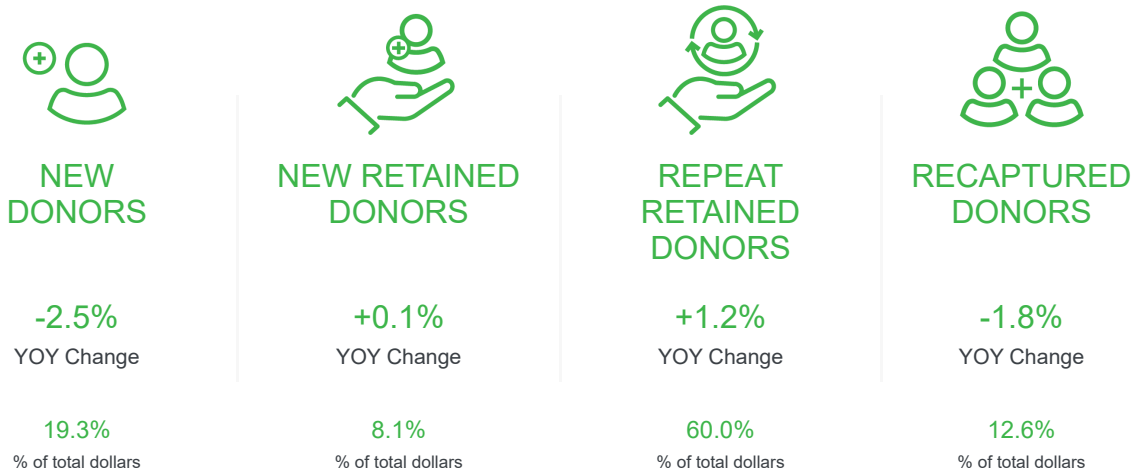 NEW
DONORS
-2.5%
YOY Change
19.3%
% of total dollars
NEW RETAINED
DONORS
+0.1%
YOY Change
8.1%
% of total dollars
REPEAT
RETAINED
DONORS
+1.2%
YOY Change
60.0%
% of total dollars
RECAPTURED
DONORS
-1.8%
YOY Change
12.6%
% of total dollars